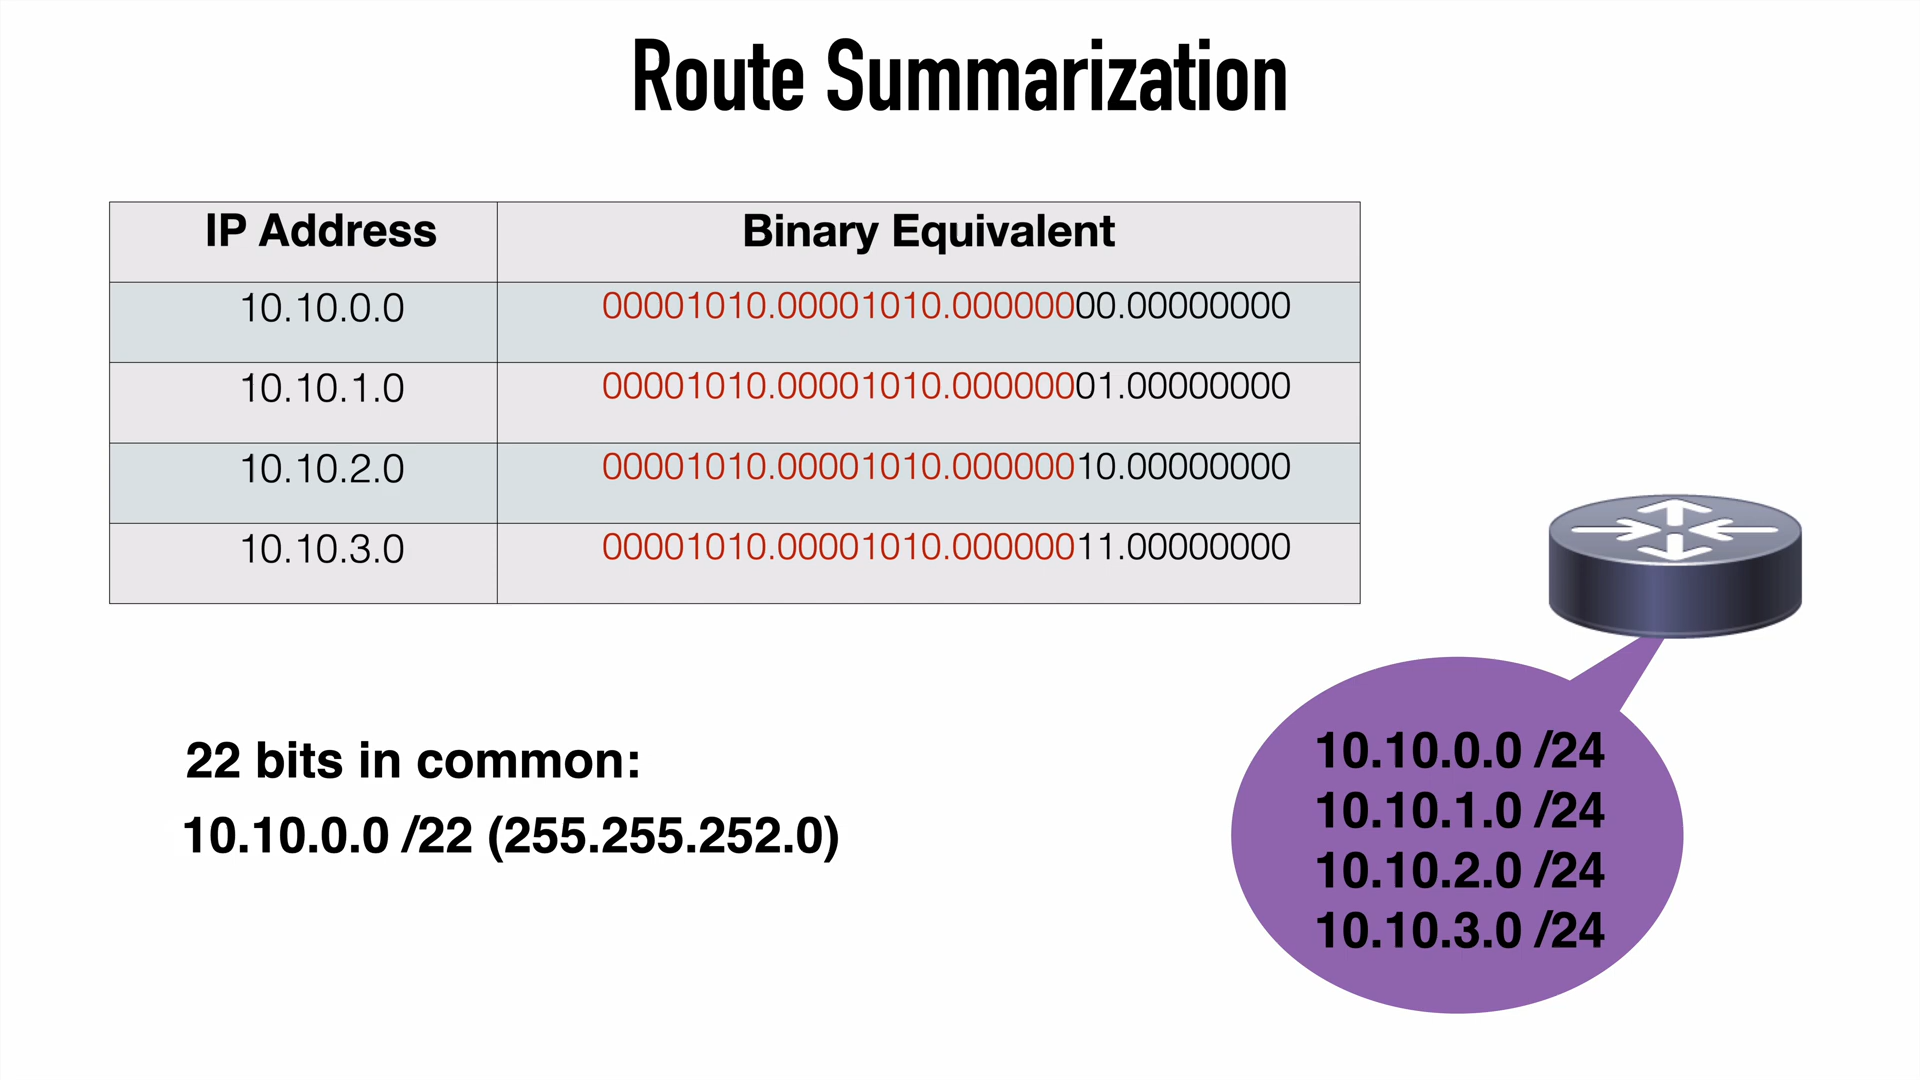 Route Summarization
IP Address Binary Equivalent
10.10.0.0 00001010.00001010.00000000.00000000
10.10.1.0 00001010.00001010.00000001.00000000
10.10.2.0 00001010.00001010.00000010.00000000
10.10.3.0 00001010.00001010.00000011.00000000
22 bits in common:
10.10.0.0 /22 (255.255.252.0)
10.10.0.0 /24
10.10.1.0 /24
10.10.2.0 /24
10.10.3.0 /24